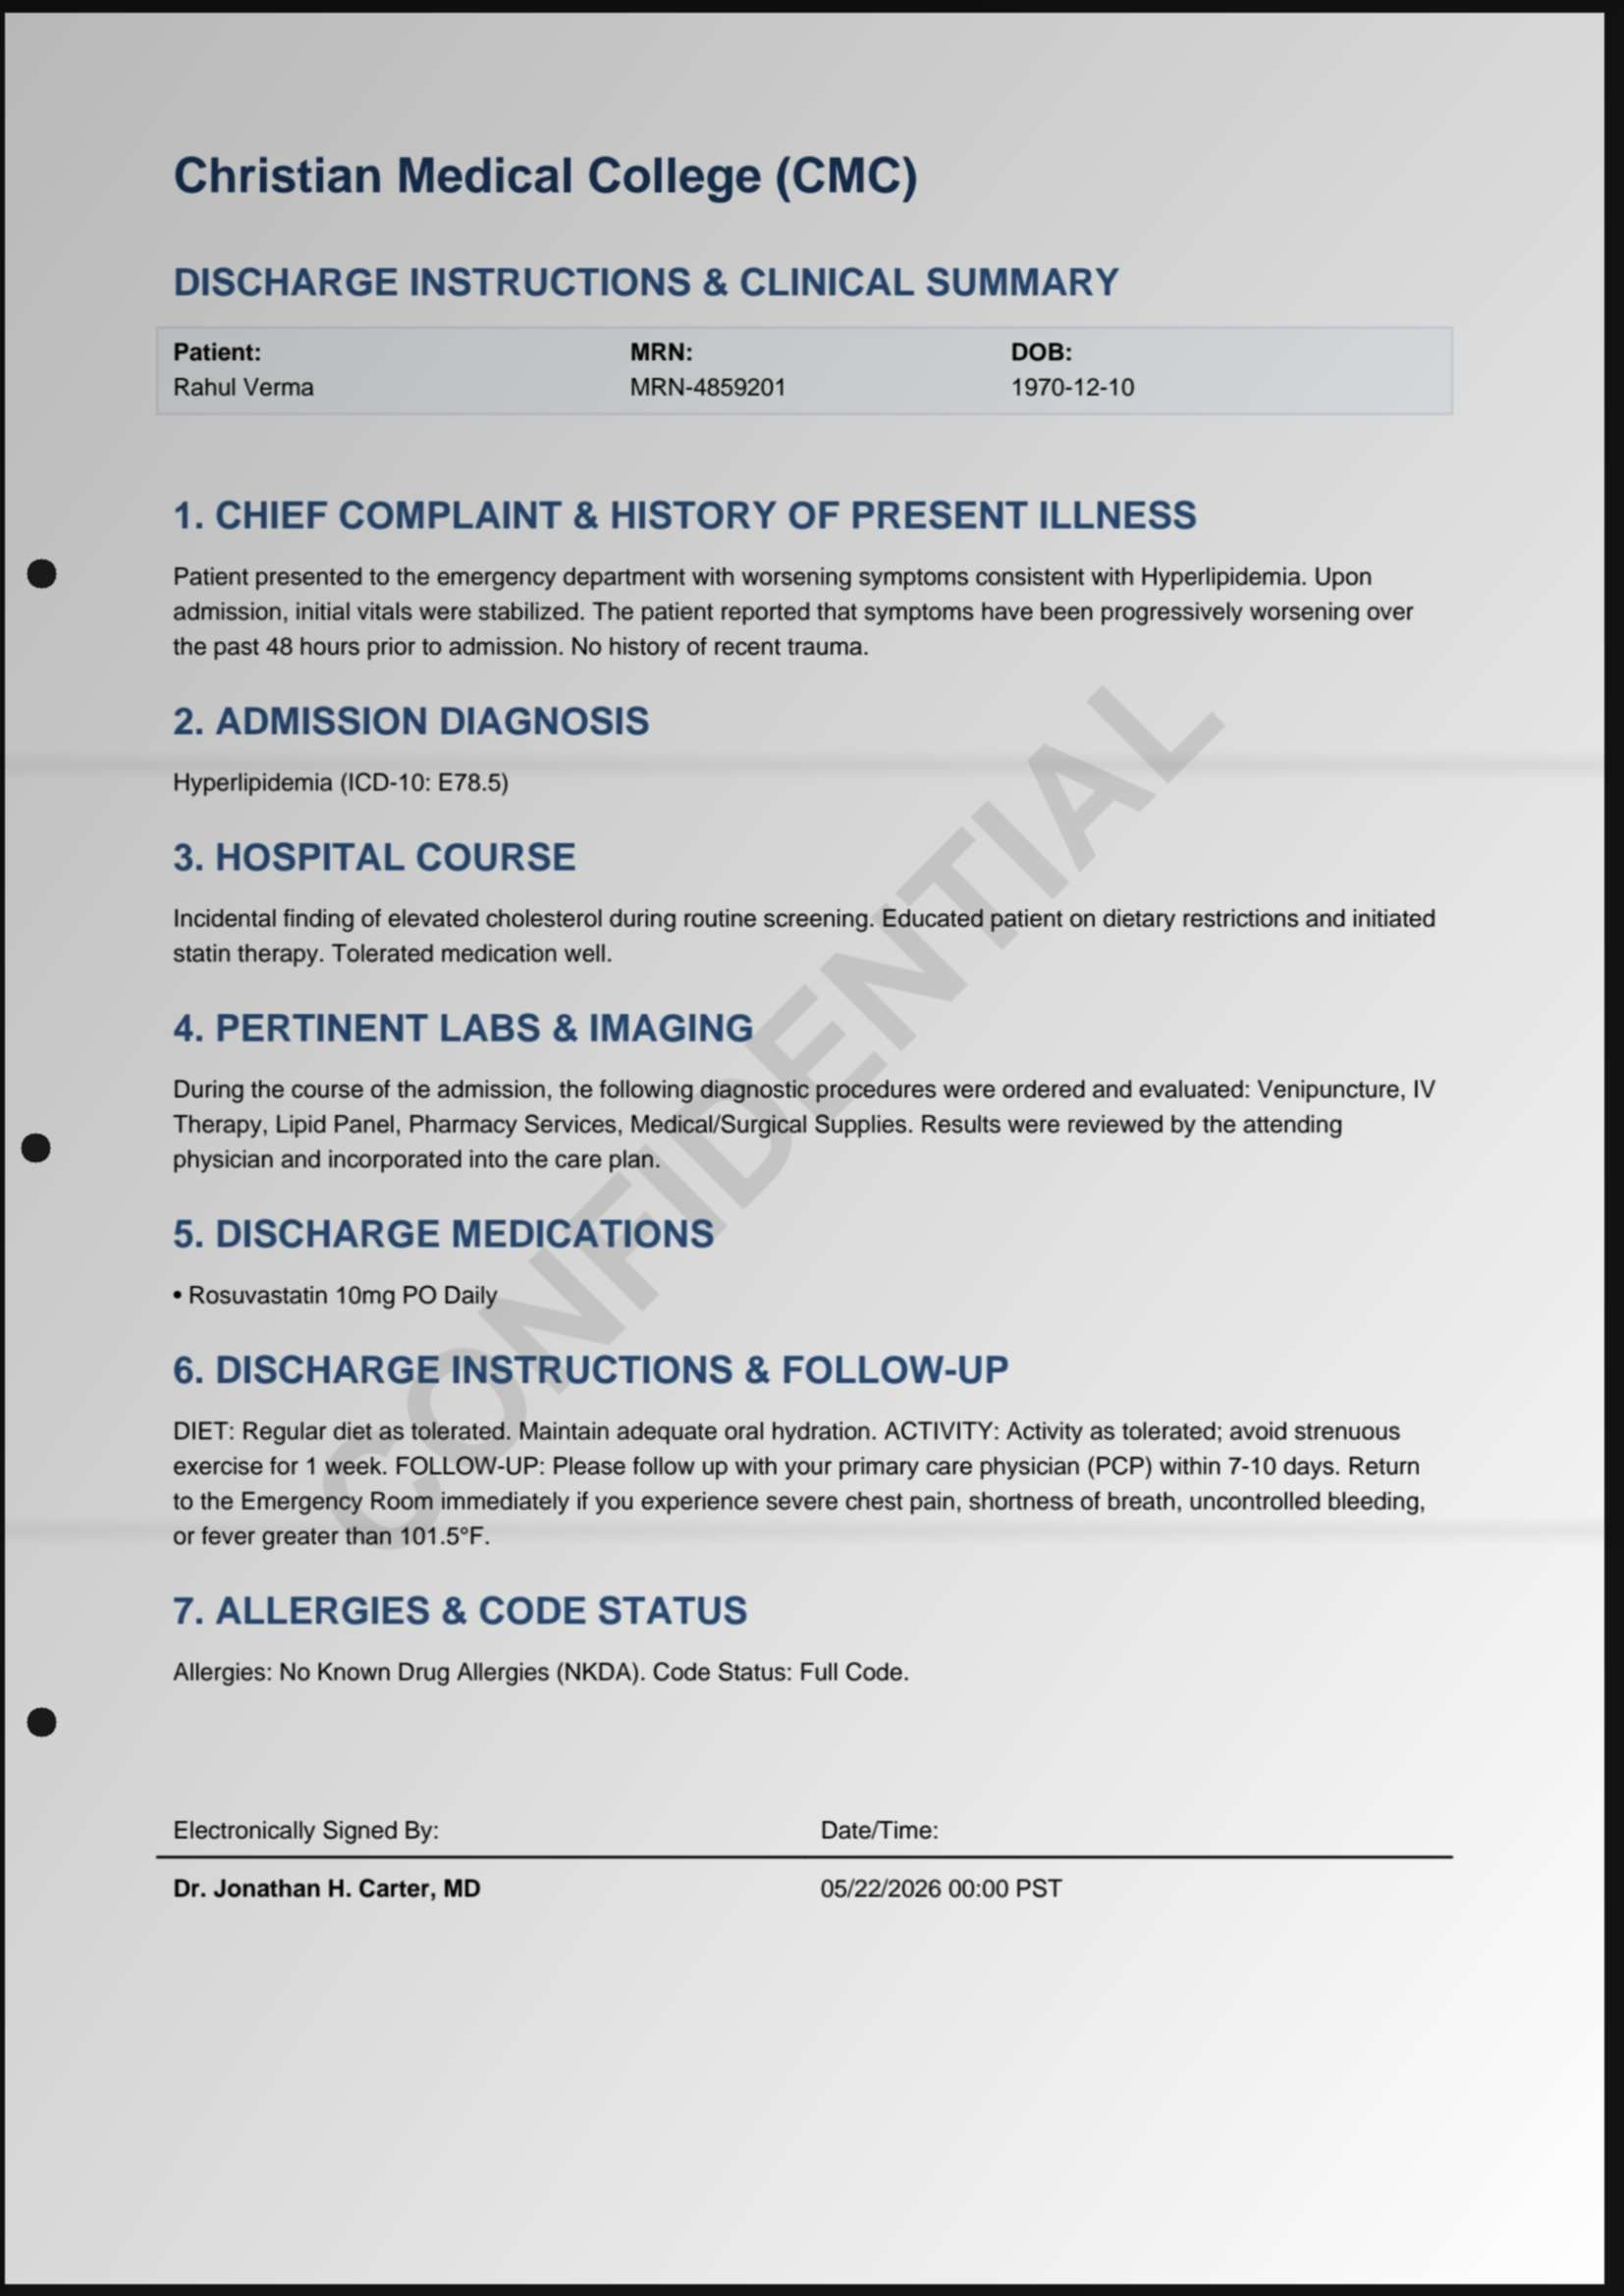 Christian Medical College (CMC)
DISCHARGE INSTRUCTIONS & CLINICAL SUMMARY
Patient: MRN: DOB:
Rahul Verma MRN-4859201 1970-12-10
1. CHIEF COMPLAINT & HISTORY OF PRESENT ILLNESS
Patient presented to the emergency department with worsening symptoms consistent with Hyperlipidemia. Upon
admission, initial vitals were stabilized. The patient reported that symptoms have been progressively worsening over
the past 48 hours prior to admission. No history of recent trauma.
2. ADMISSION DIAGNOSIS
Hyperlipidemia (ICD-10: E78.5)
3. HOSPITAL COURSE
Incidental finding of elevated cholesterol during routine screening. Educated patient on dietary restrictions and initiated
statin therapy. Tolerated medication well.
4. PERTINENT LABS & IMAGING
During the course of the admission, the following diagnostic procedures were ordered and evaluated: Venipuncture, IV
Therapy, Lipid Panel, Pharmacy Services, Medical/Surgical Supplies. Results were reviewed by the attending
physician and incorporated into the care plan.
5. DISCHARGE MEDICATIONS
• Rosuvastatin 10mg PO Daily
6. DISCHARGE INSTRUCTIONS & FOLLOW-UP
DIET: Regular diet as tolerated. Maintain adequate oral hydration. ACTIVITY: Activity as tolerated; avoid strenuous
exercise for 1 week. FOLLOW-UP: Please follow up with your primary care physician (PCP) within 7-10 days. Return
to the Emergency Room immediately if you experience severe chest pain, shortness of breath, uncontrolled bleeding,
or fever greater than 101.5°F.
7. ALLERGIES & CODE STATUS
Allergies: No Known Drug Allergies (NKDA). Code Status: Full Code.
Electronically Signed By: Date/Time:
Dr. Jonathan H. Carter, MD 05/22/2026 00:00 PST
CONFIDENTIAL